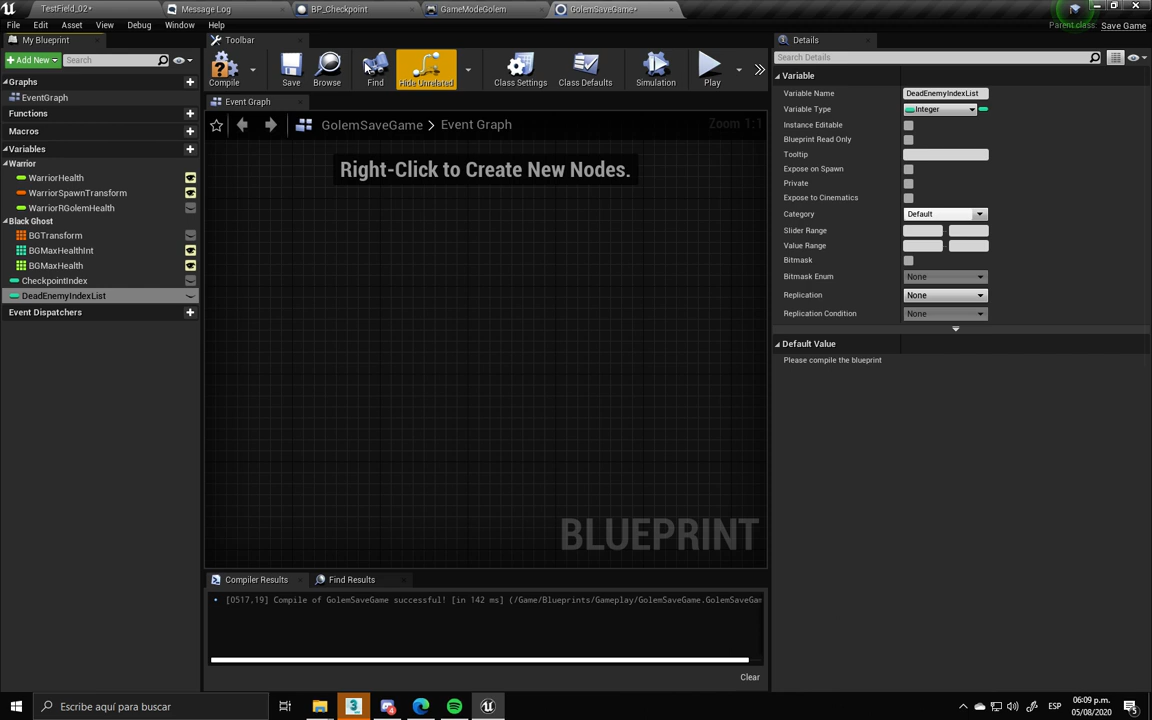 TestField_02*
Message Log
BP_Checkpoint
GameModeGolem
GolemSaveGame*
File Edit Asset View Debug Window Help
Parent class: Save Game
My Blueprint
Toolbar
Details
+ Add New
Search
Compile
Save
Browse
Find
Hide Unrelated
Class Settings
Class Defaults
Simulation
Play
Search Details
Graphs
EventGraph
Functions
Macros
Variables
Warrior
WarriorHealth
WarriorSpawnTransform
WarriorRGolemHealth
Black Ghost
BGTransform
BGMaxHealthInt
BGMaxHealth
CheckpointIndex
DeadEnemyIndexList
Event Dispatchers
Event Graph
GolemSaveGame > Event Graph
Zoom 1:1
Right-Click to Create New Nodes.
BLUEPRINT
Compiler Results
Find Results
[0517,19] Compile of GolemSaveGame successful! [in 142 ms] (/Game/Blueprints/Gameplay/GolemSaveGame.GolemSaveGam
Clear
Variable
Variable Name DeadEnemyIndexList
Variable Type Integer
Instance Editable
Blueprint Read Only
Tooltip
Expose on Spawn
Private
Expose to Cinematics
Category Default
Slider Range
Value Range
Bitmask
Bitmask Enum None
Replication None
Replication Condition None
Default Value
Please compile the blueprint
Escribe aquí para buscar
ESP
06:09 p.m.
05/08/2020
5